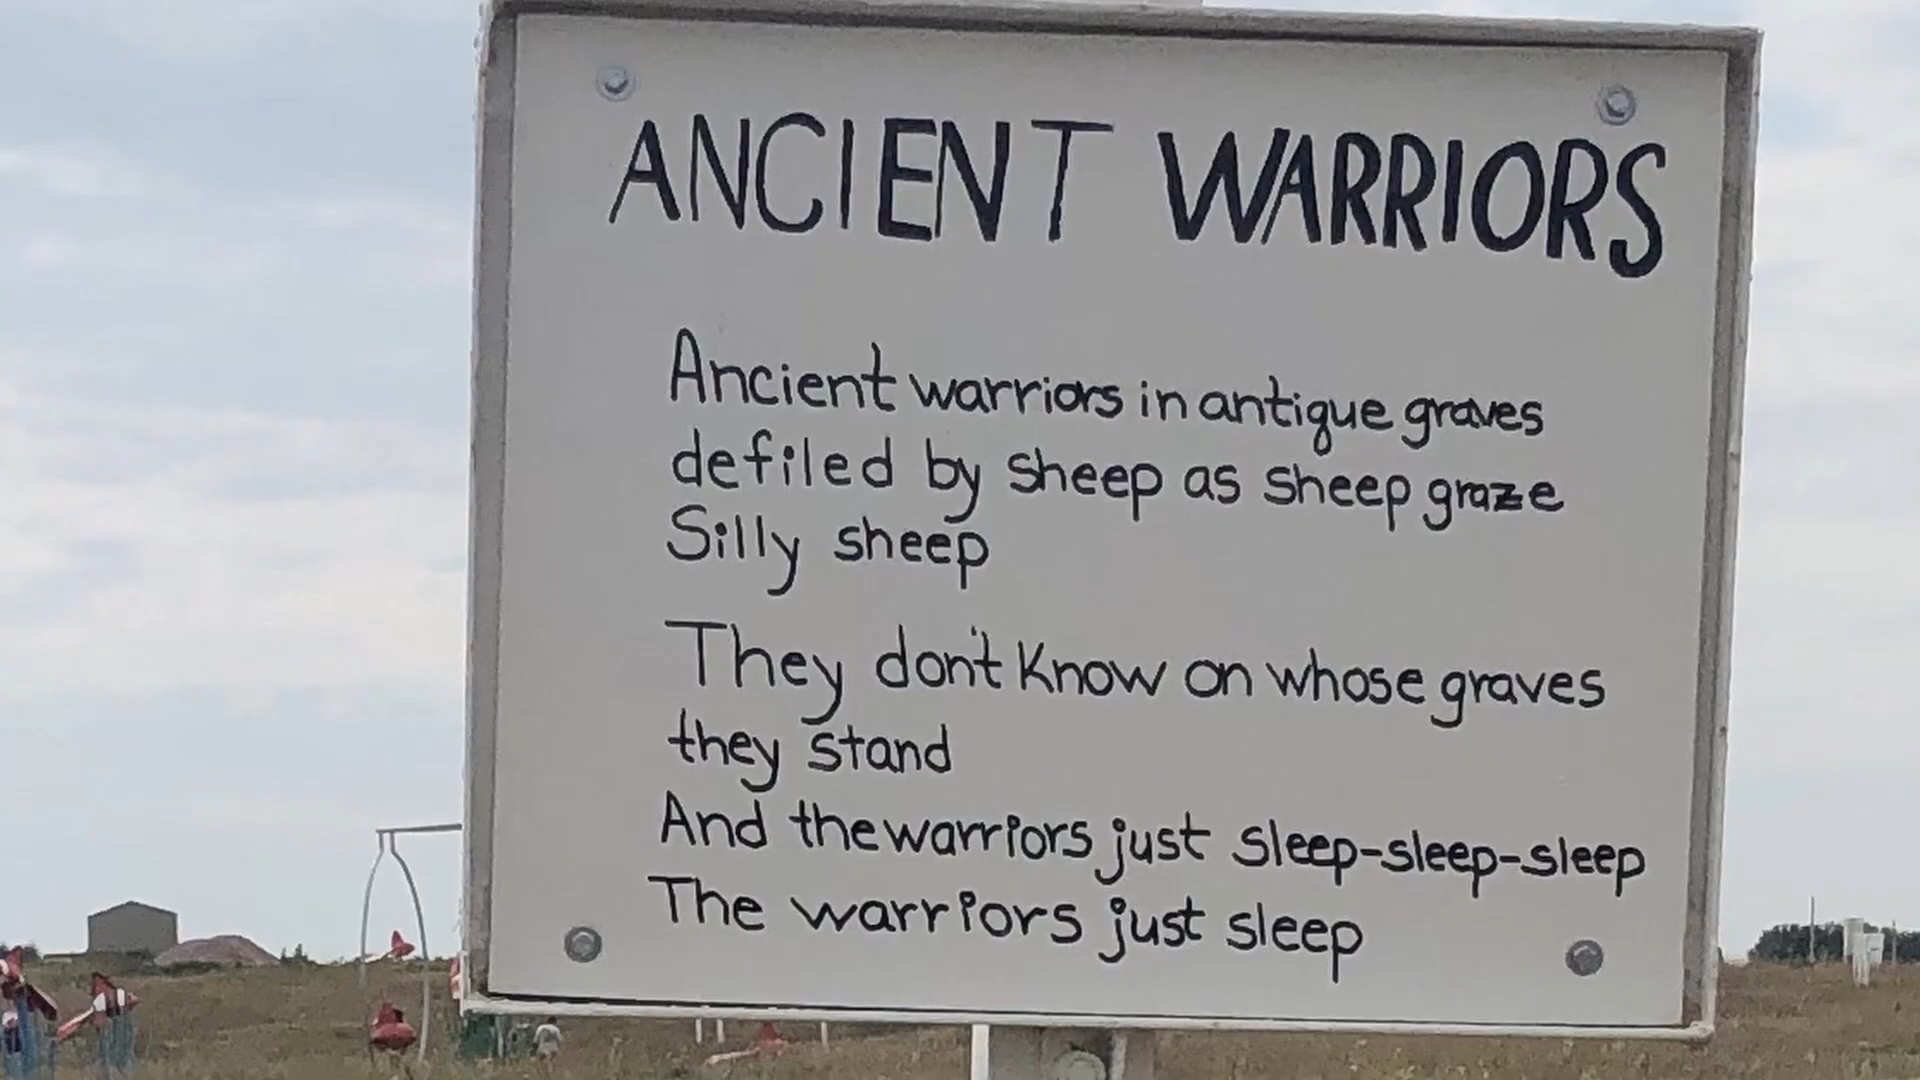 ANCIENT WARRIORS
Ancient warriors in antique graves
defiled by sheep as sheep graze
Silly sheep
They don't know on whose graves
they stand
And the warriors just sleep-sleep-sleep
The warriors just sleep